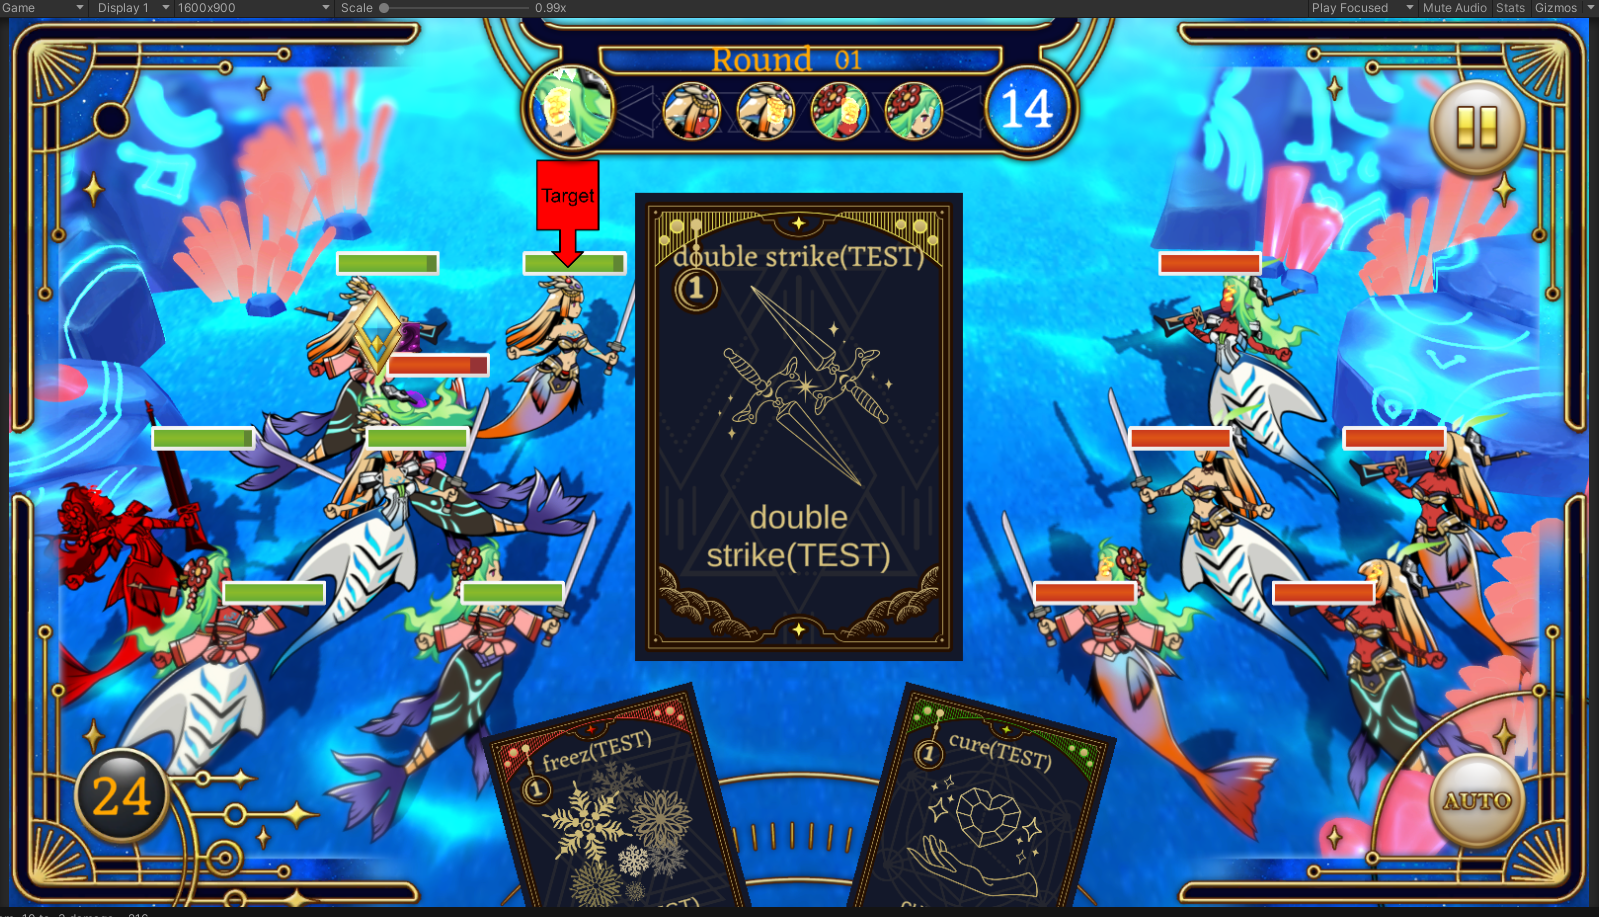 Game
Display 1
1600x900
Scale
0.99x
Play Focused
Mute Audio
Stats
Gizmos
Round 01
14
Target
double strike(TEST)
1
double
strike(TEST)
freez(TEST)
1
cure(TEST)
1
24
AUTO